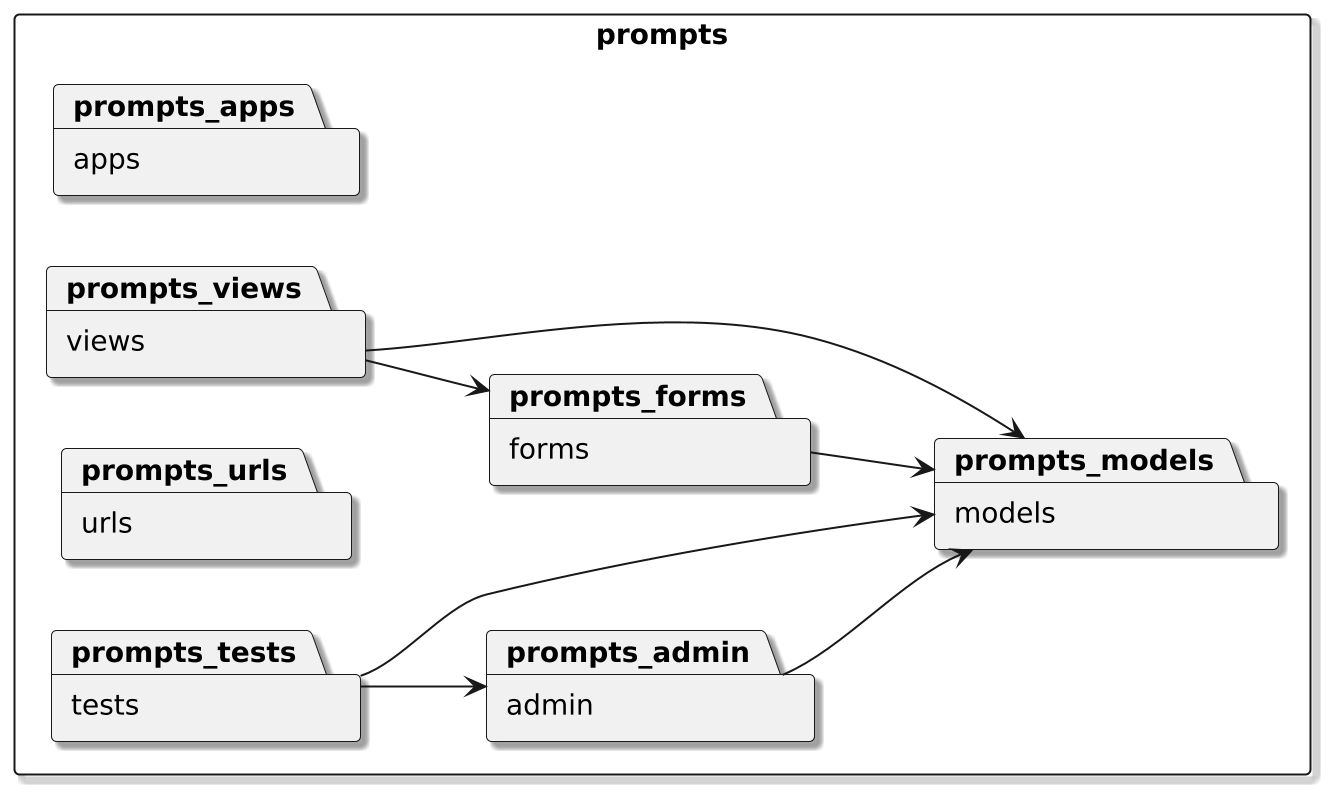 prompts
prompts_apps
apps
prompts_views
views
prompts_forms
forms
prompts_models
models
prompts_urls
urls
prompts_tests
tests
prompts_admin
admin